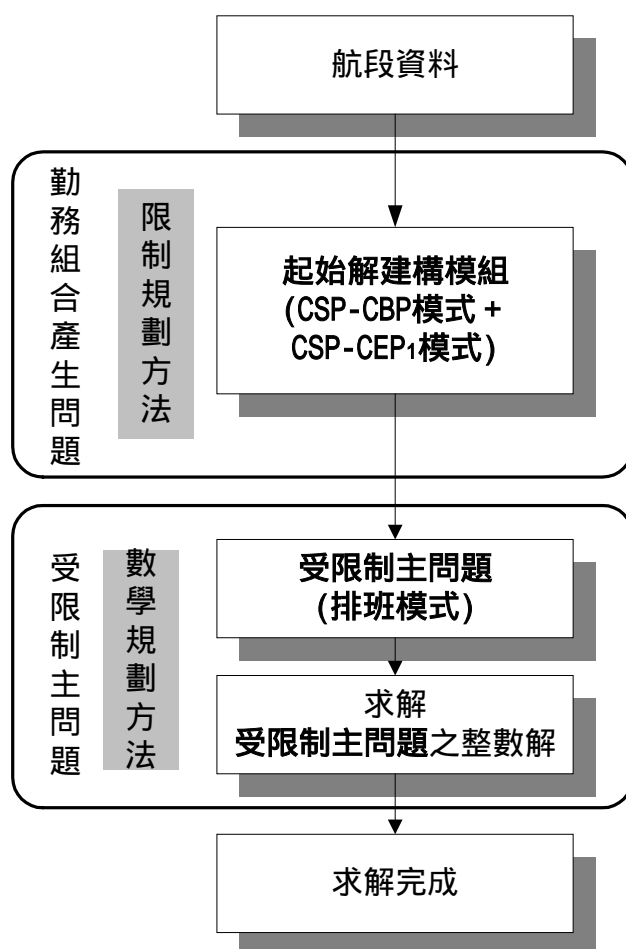 航段資料
勤務組合產生問題
限制規劃方法
起始解建構模組
(CSP-CBP模式 +
CSP-CEP₁模式)
受限制主問題
數學規劃方法
受限制主問題
(排班模式)
求解
受限制主問題之整數解
求解完成